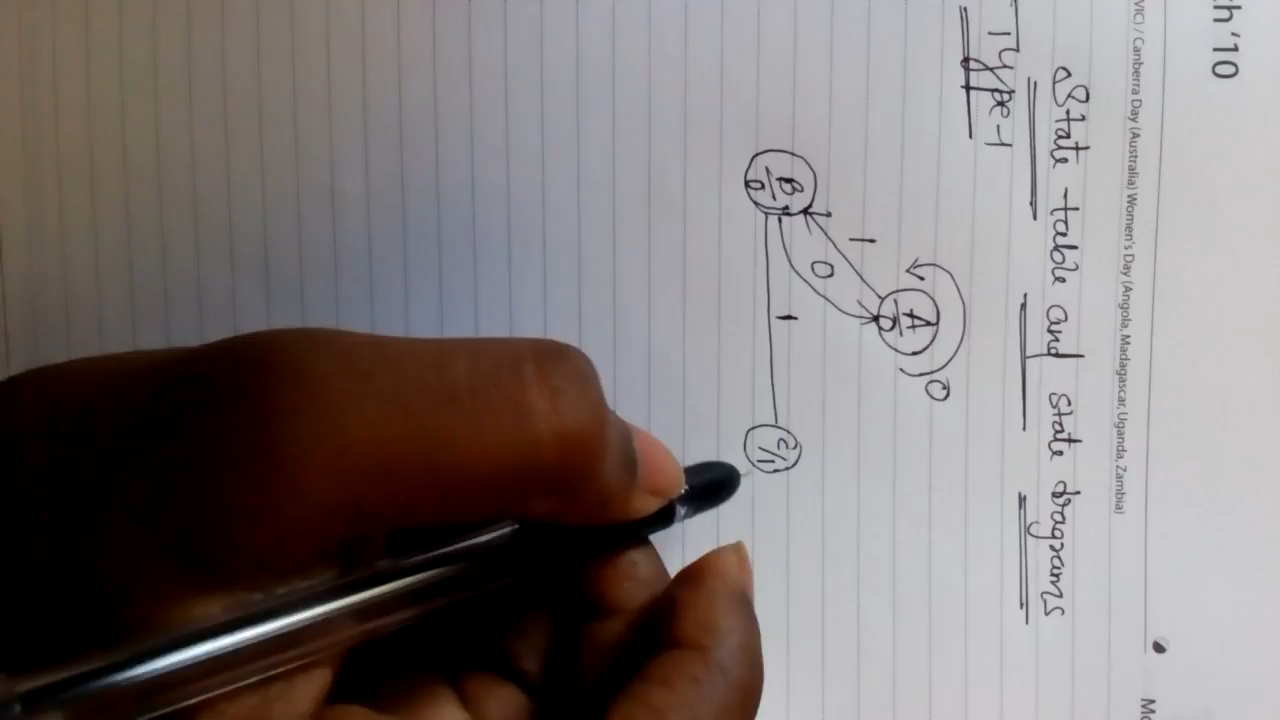 ch '10
VIC) / Canberra Day (Australia) Women's Day (Angola, Madagascar, Uganda, Zambia)
Mo
State table and state diagrams
Type-1
0
A
0
1
0
B
0
1
C/1